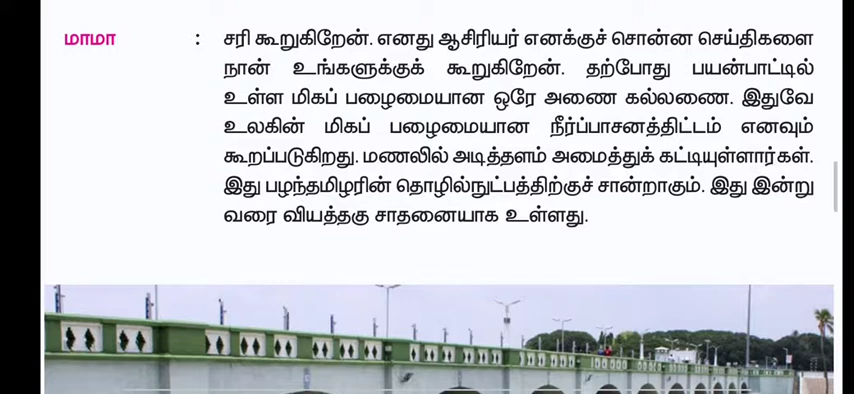 மாமா : சரி கூறுகிறேன். எனது ஆசிரியர் எனக்குச் சொன்ன செய்திகளை
நான் உங்களுக்குக் கூறுகிறேன். தற்போது பயன்பாட்டில்
உள்ள மிகப் பழைமையான ஒரே அணை கல்லணை. இதுவே
உலகின் மிகப் பழைமையான நீர்ப்பாசனத்திட்டம் எனவும்
கூறப்படுகிறது. மணலில் அடித்தளம் அமைத்துக் கட்டியுள்ளார்கள்.
இது பழந்தமிழரின் தொழில்நுட்பத்திற்குச் சான்றாகும். இது இன்று
வரை வியத்தகு சாதனையாக உள்ளது.